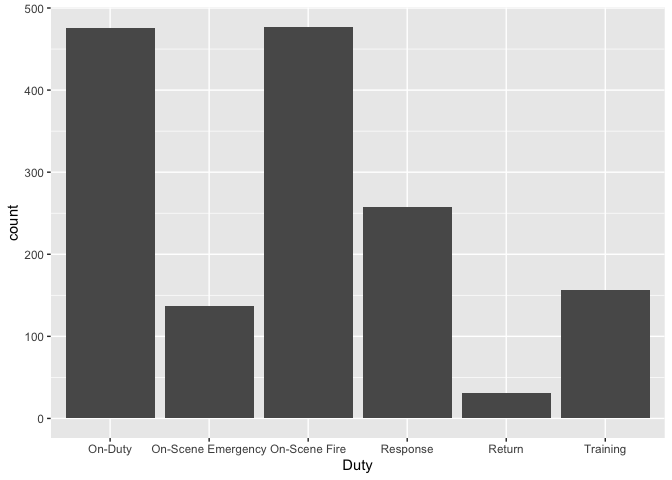 500
400
300
200
100
0
count
On-Duty On-Scene Emergency On-Scene Fire Response Return Training
Duty